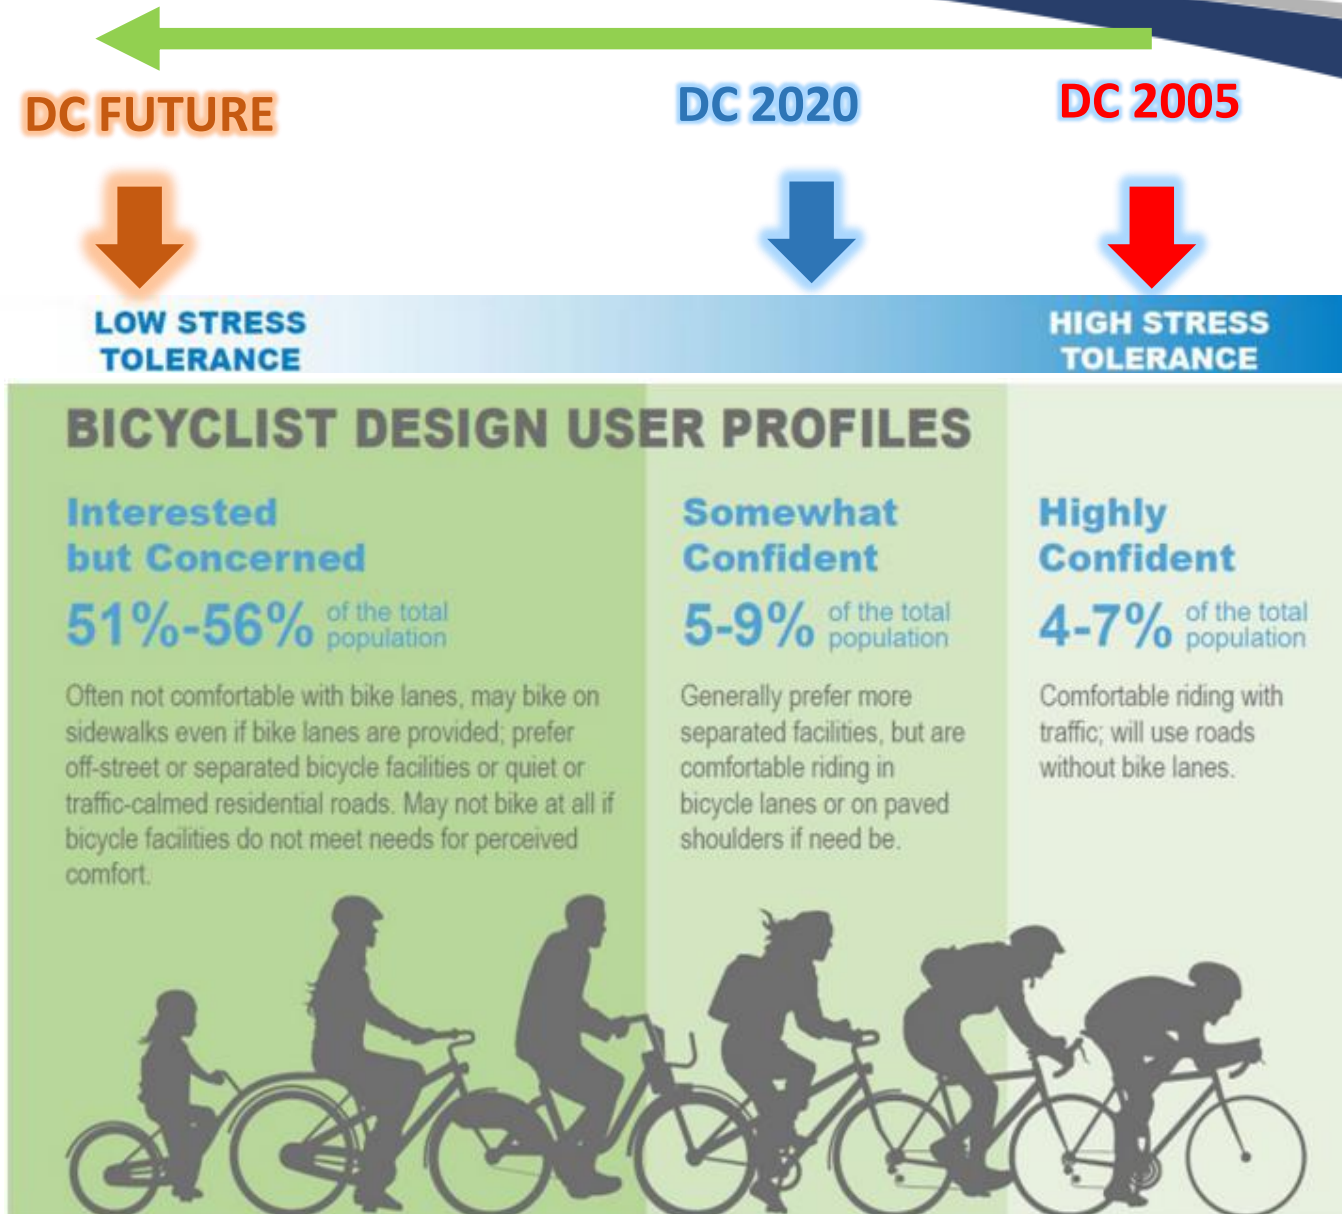 DC FUTURE
DC 2020
DC 2005
LOW STRESS
TOLERANCE
HIGH STRESS
TOLERANCE
BICYCLIST DESIGN USER PROFILES
Interested
but Concerned
51%-56% of the total
population
Often not comfortable with bike lanes, may bike on
sidewalks even if bike lanes are provided; prefer
off-street or separated bicycle facilities or quiet or
traffic-calmed residential roads. May not bike at all if
bicycle facilities do not meet needs for perceived
comfort.
Somewhat
Confident
5-9% of the total
population
Generally prefer more
separated facilities, but are
comfortable riding in
bicycle lanes or on paved
shoulders if need be.
Highly
Confident
4-7% of the total
population
Comfortable riding with
traffic; will use roads
without bike lanes.